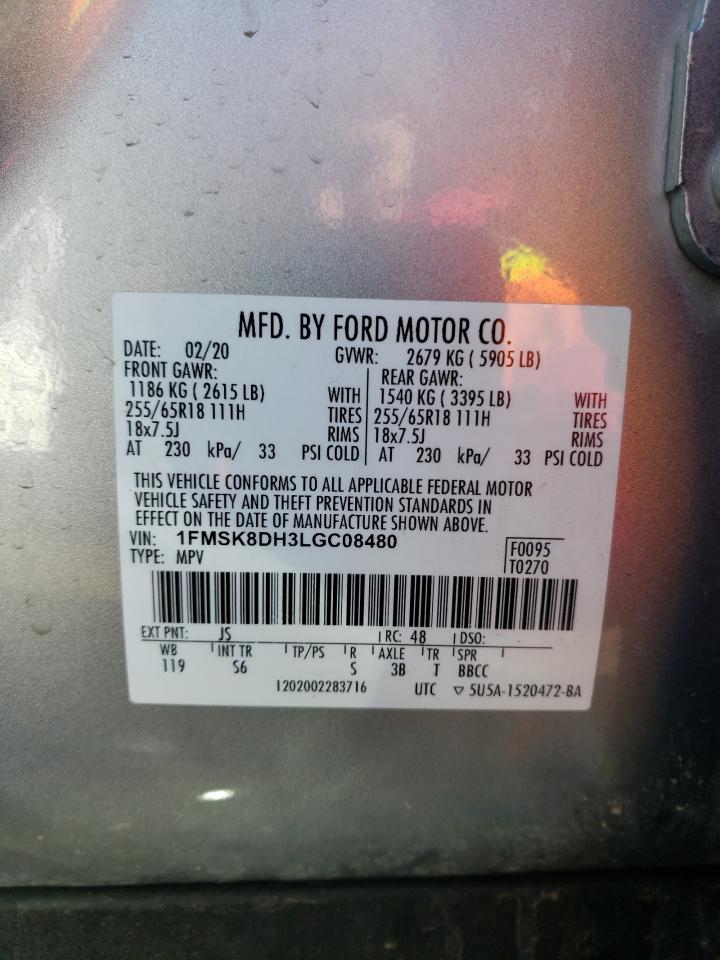 MFD. BY FORD MOTOR CO.
DATE: 02/20 GVWR: 2679 KG ( 5905 LB)
FRONT GAWR: REAR GAWR:
1186 KG ( 2615 LB) WITH 1540 KG ( 3395 LB) WITH
255/65R18 111H TIRES 255/65R18 111H TIRES
18x7.5J RIMS 18x7.5J RIMS
AT 230 kPa/ 33 PSI COLD AT 230 kPa/ 33 PSI COLD
THIS VEHICLE CONFORMS TO ALL APPLICABLE FEDERAL MOTOR
VEHICLE SAFETY AND THEFT PREVENTION STANDARDS IN
EFFECT ON THE DATE OF MANUFACTURE SHOWN ABOVE.
VIN: 1FMSK8DH3LGC08480 F0095
TYPE: MPV T0270
EXT PNT: JS RC: 48 DSO:
WB INT TR TP/PS R AXLE TR SPR
119 S6 S 3B T BBCC
1202002283716 UTC ▽ 5U5A-1520472-BA